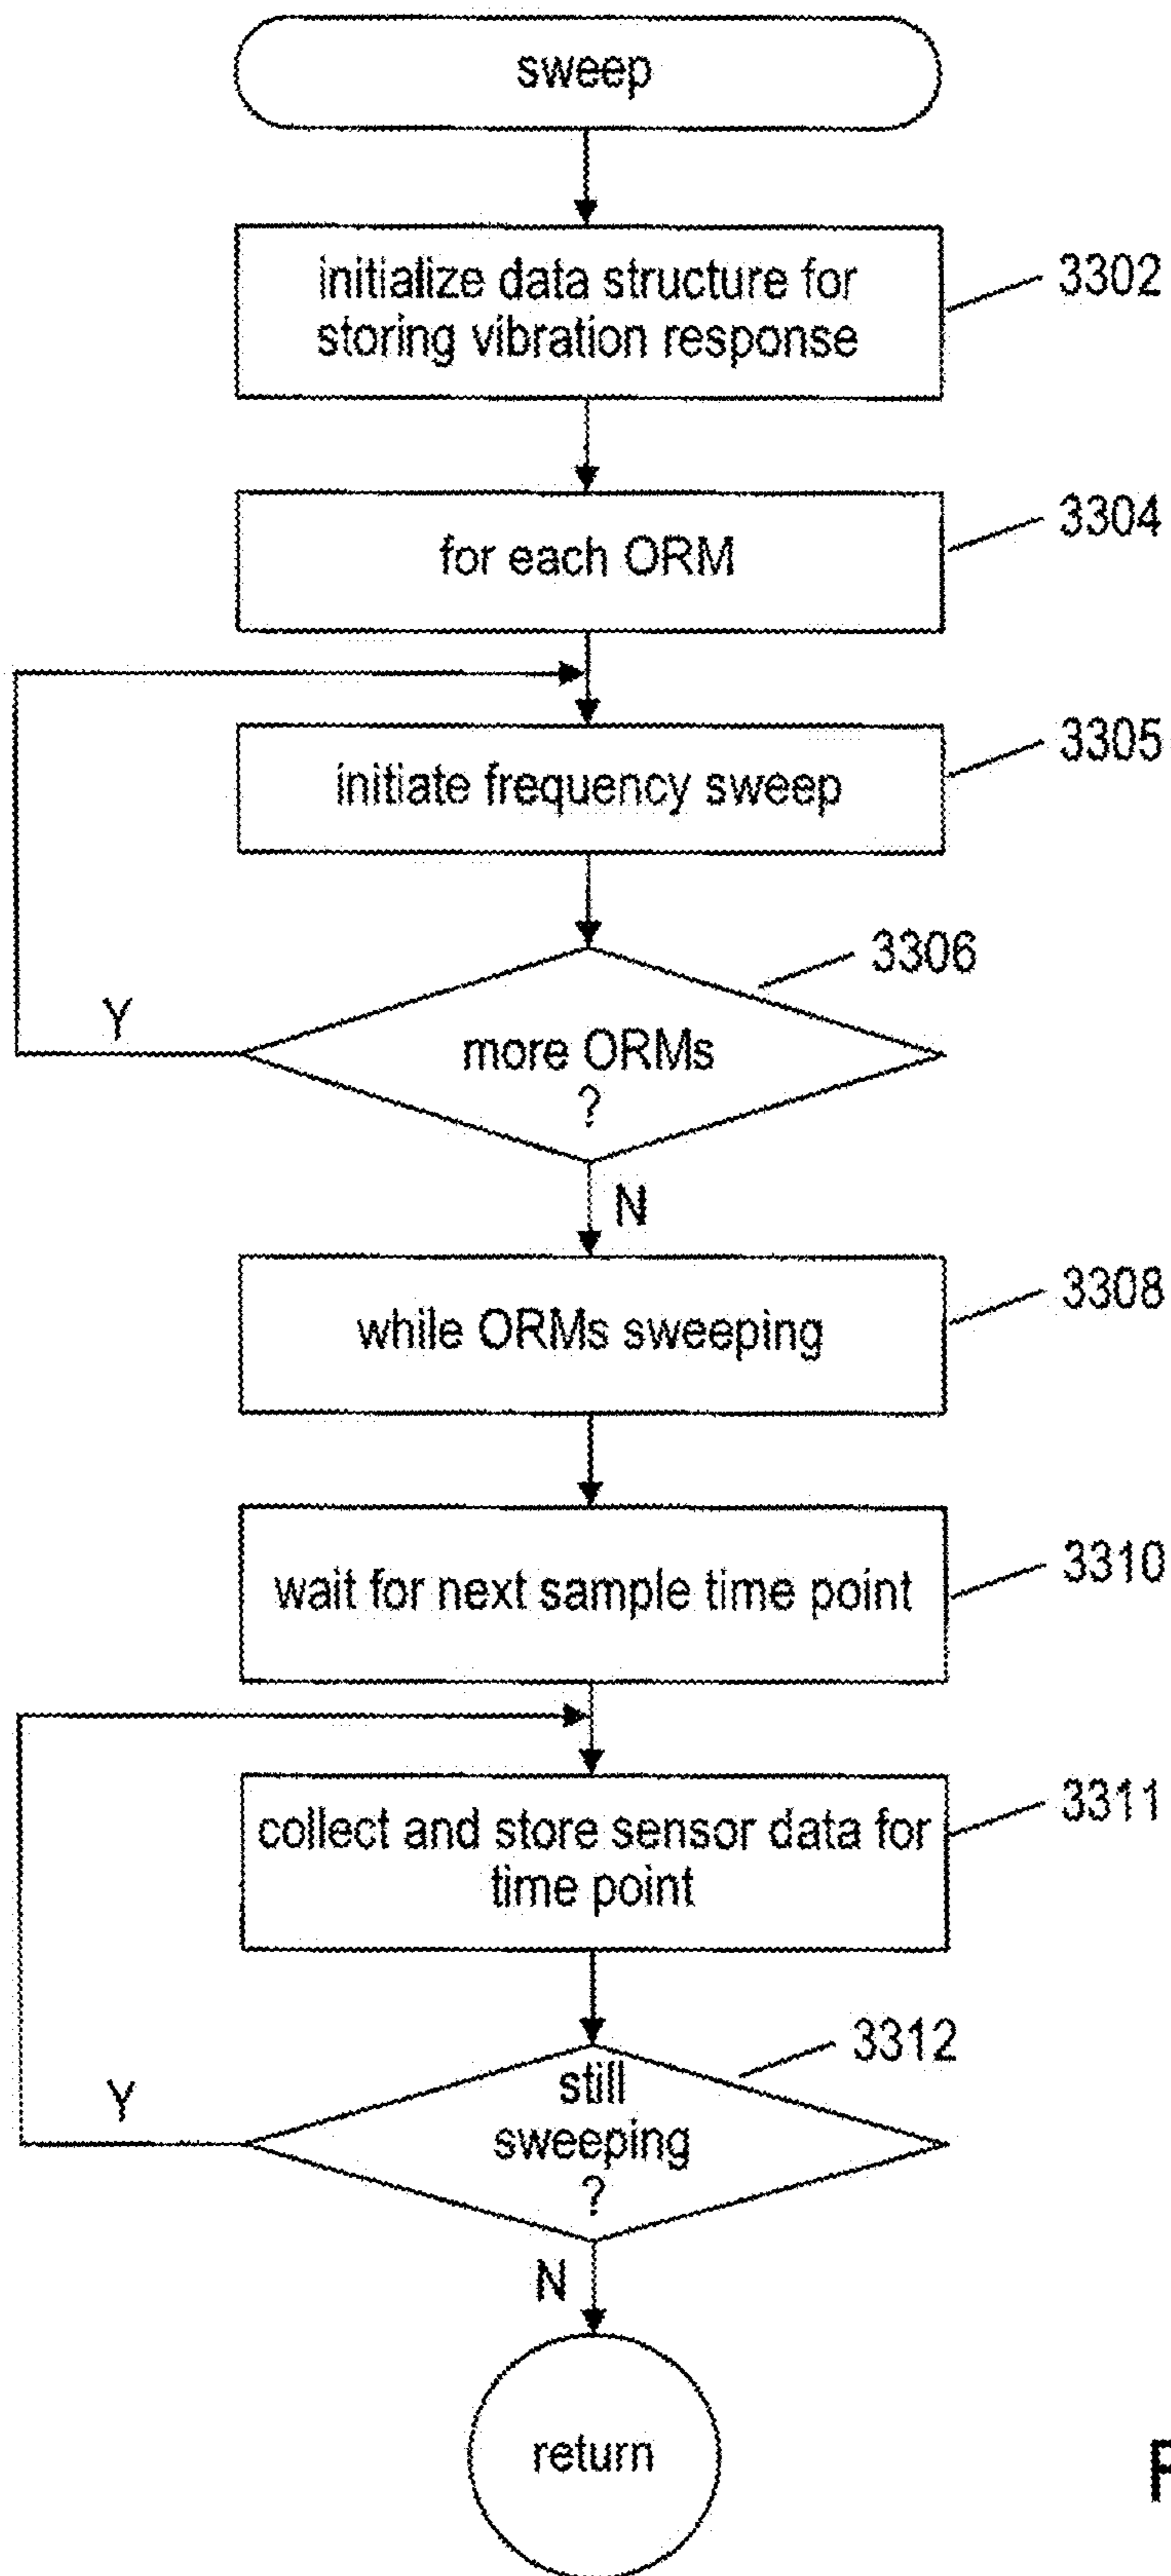 sweep
initialize data structure for
storing vibration response
3302
for each ORM
3304
initiate frequency sweep
3305
3306
more ORMs
?
Y
N
while ORMs sweeping
3308
wait for next sample time point
3310
collect and store sensor data for
time point
3311
3312
still
sweeping
?
Y
N
return